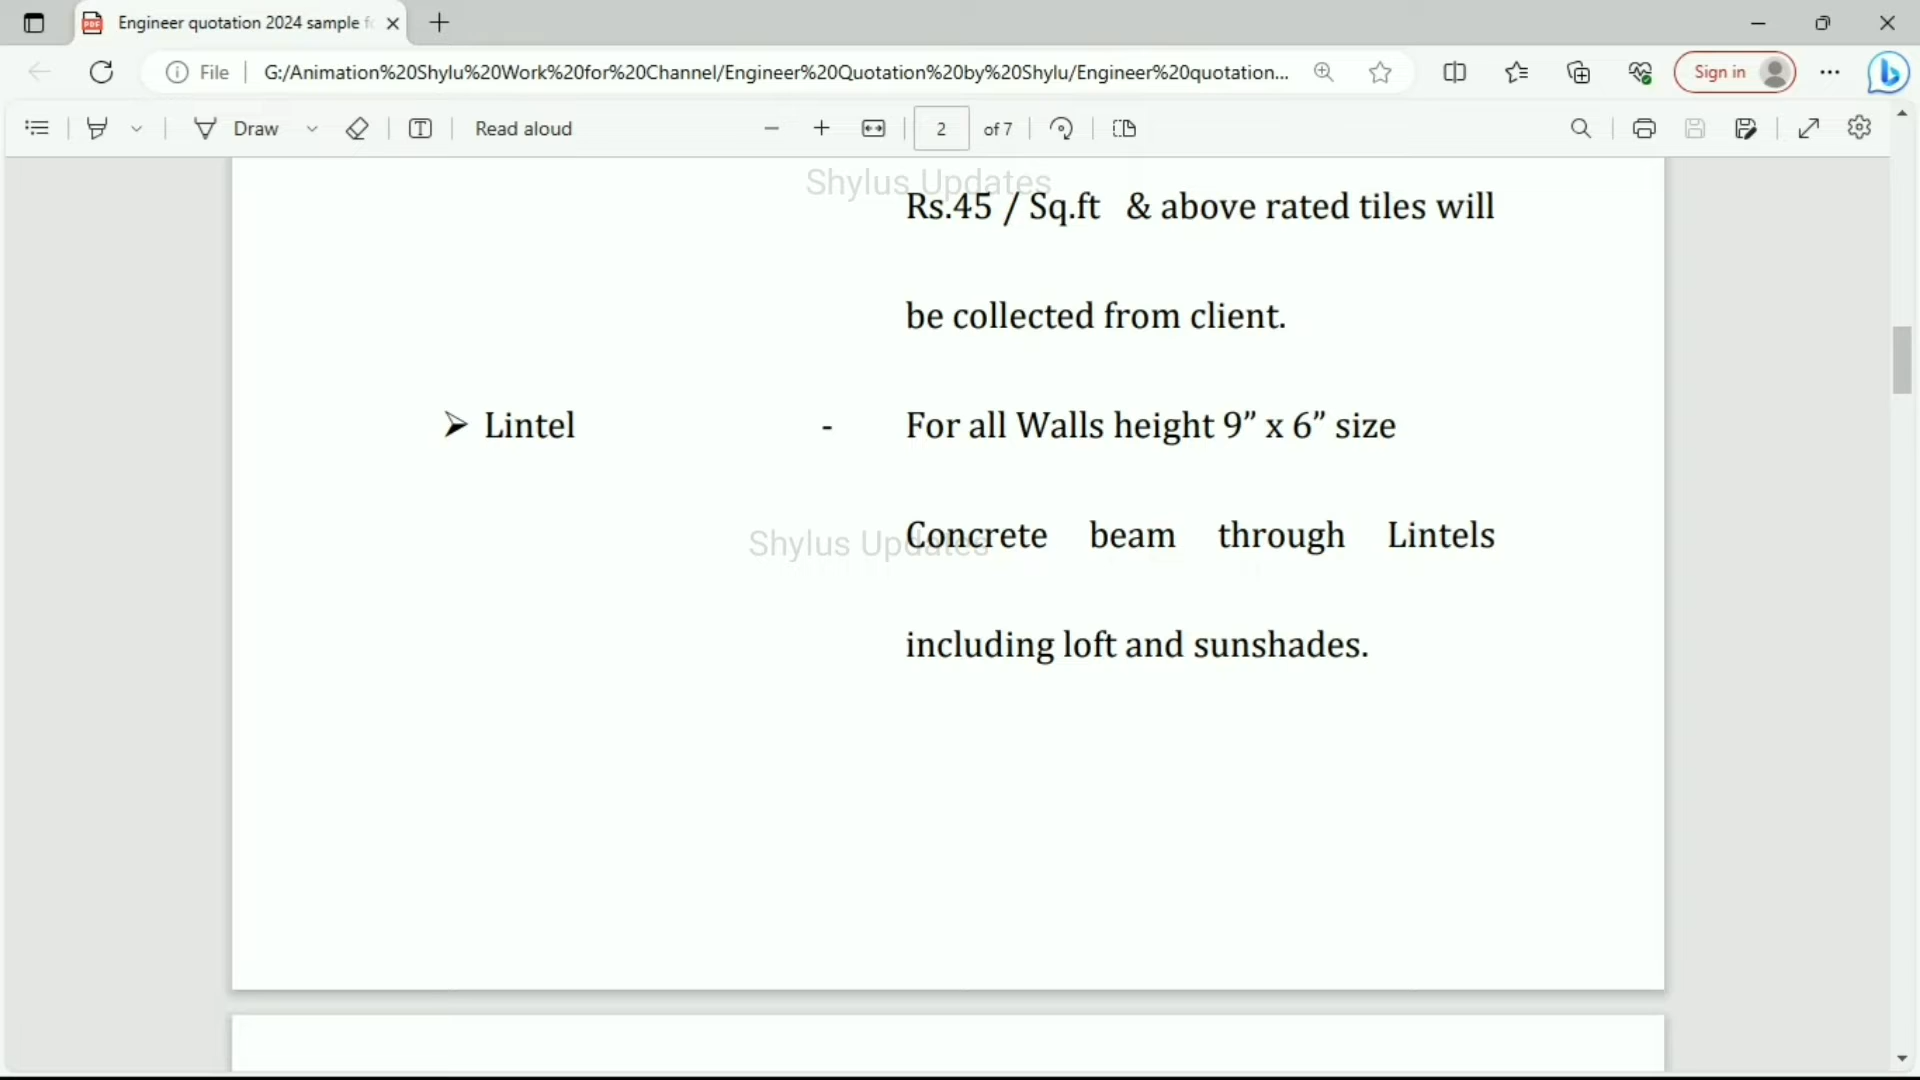 Engineer quotation 2024 sample f
File
G:/Animation%20Shylu%20Work%20for%20Channel/Engineer%20Quotation%20by%20Shylu/Engineer%20quotation...
Sign in
Draw
Read aloud
2 of 7
Shylus Updates
Rs.45 / Sq.ft & above rated tiles will
be collected from client.
➢ Lintel - For all Walls height 9” x 6” size
Shylus Updates
Concrete beam through Lintels
including loft and sunshades.